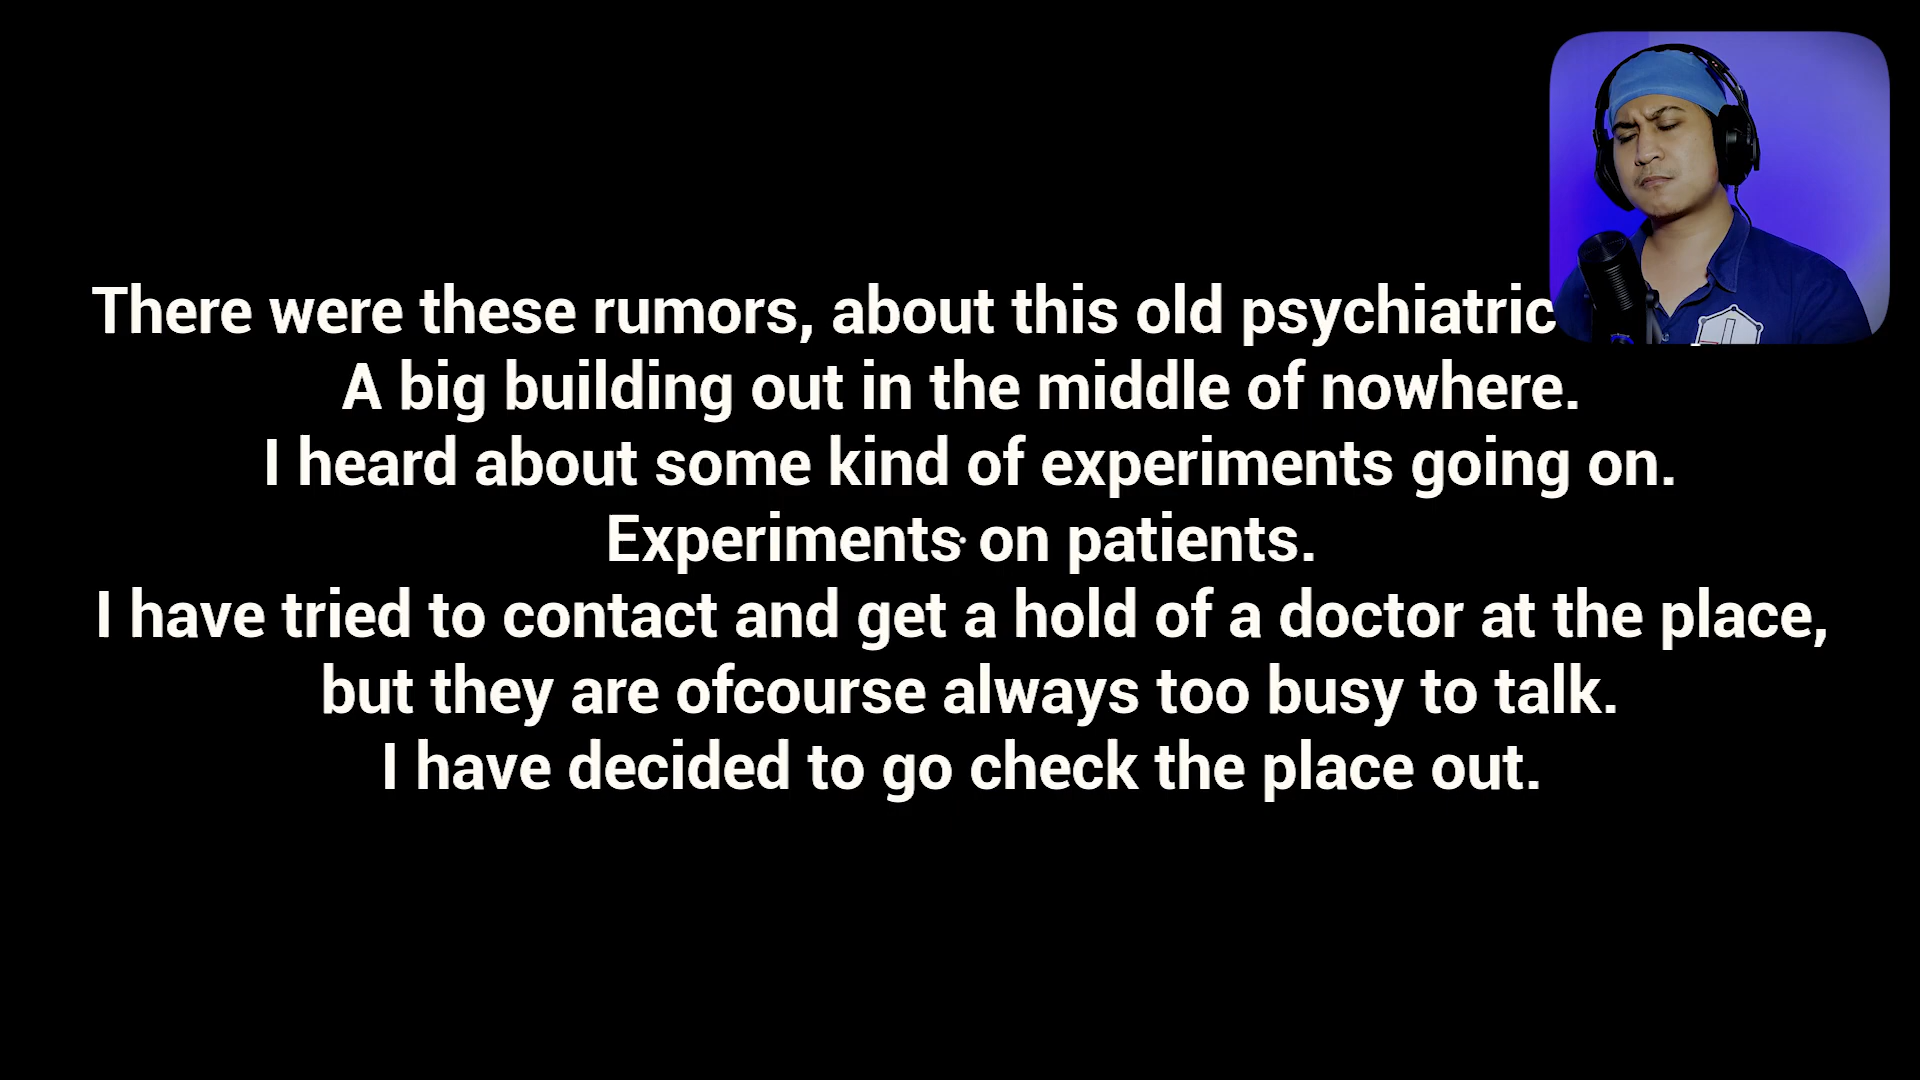 There were these rumors, about this old psychiatric
A big building out in the middle of nowhere.
I heard about some kind of experiments going on.
Experiments on patients.
I have tried to contact and get a hold of a doctor at the place,
but they are ofcourse always too busy to talk.
I have decided to go check the place out.